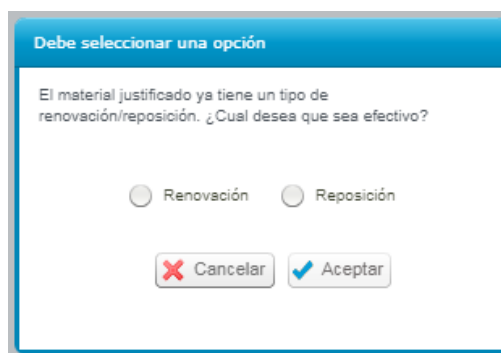 Debe seleccionar una opción
El material justificado ya tiene un tipo de
renovación/reposición. ¿Cual desea que sea efectivo?
Renovación Reposición
Cancelar Aceptar